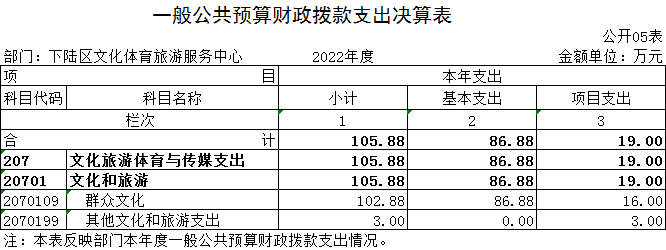 一般公共预算财政拨款支出决算表
公开05表
部门：下陆区文化体育旅游服务中心 2022年度 金额单位：万元
项 目 本年支出
科目代码 科目名称 小计 基本支出 项目支出
栏次 1 2 3
合 计 105.88 86.88 19.00
207 文化旅游体育与传媒支出 105.88 86.88 19.00
20701 文化和旅游 105.88 86.88 19.00
2070109 群众文化 102.88 86.88 16.00
2070199 其他文化和旅游支出 3.00 0.00 3.00
注：本表反映部门本年度一般公共预算财政拨款支出情况。